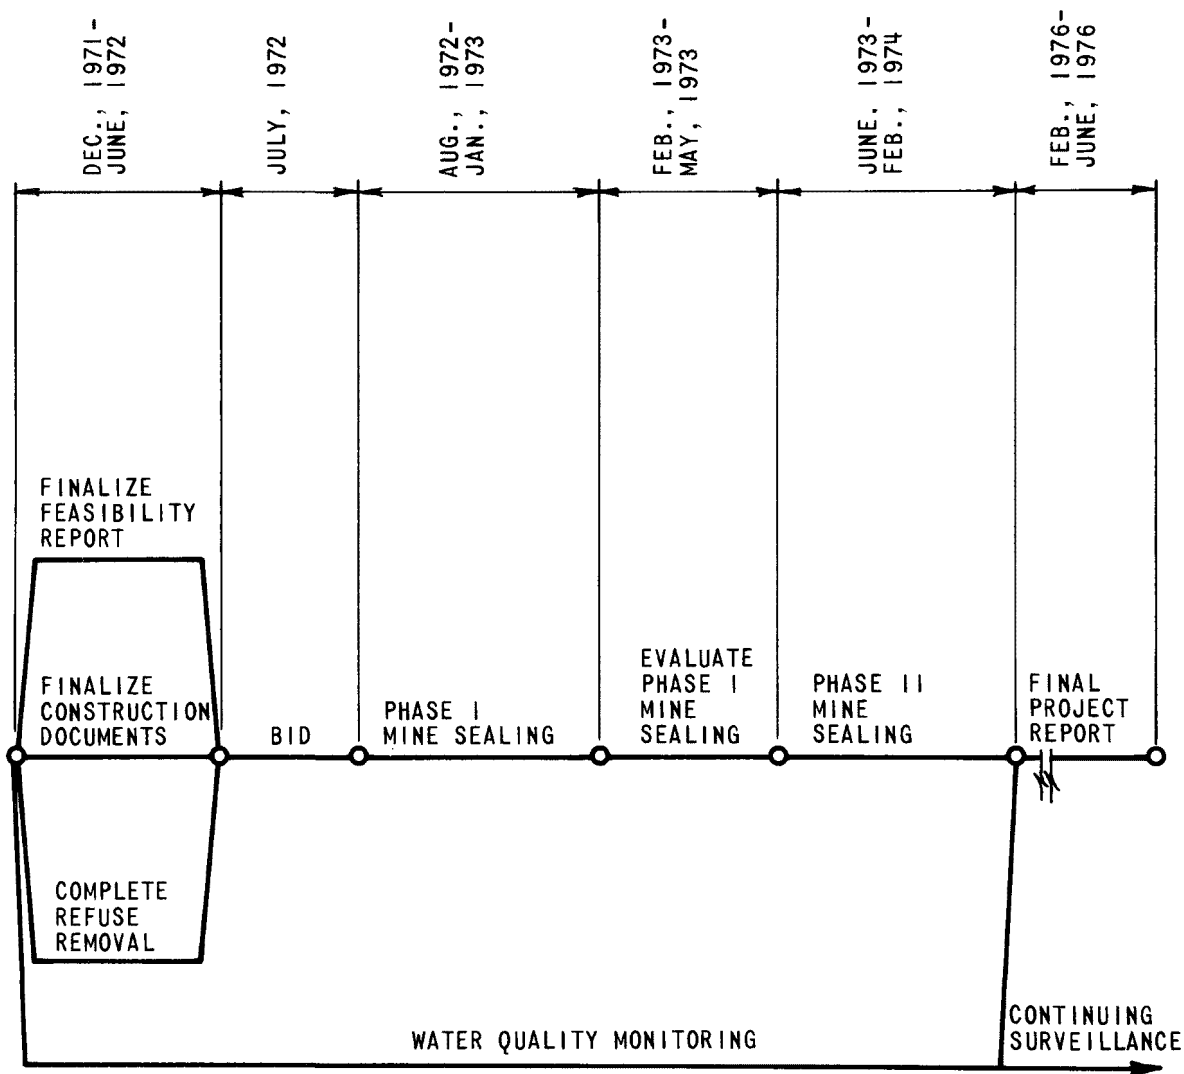 DEC., 1971-
JUNE, 1972
JULY, 1972
AUG., 1972-
JAN., 1973
FEB., 1973-
MAY, 1973
JUNE, 1973-
FEB., 1974
FEB., 1976-
JUNE, 1976
FINALIZE
FEASIBILITY
REPORT
FINALIZE
CONSTRUCTION
DOCUMENTS
BID
PHASE I
MINE SEALING
EVALUATE
PHASE I
MINE
SEALING
PHASE II
MINE
SEALING
FINAL
PROJECT
REPORT
COMPLETE
REFUSE
REMOVAL
WATER QUALITY MONITORING
CONTINUING
SURVEILLANCE